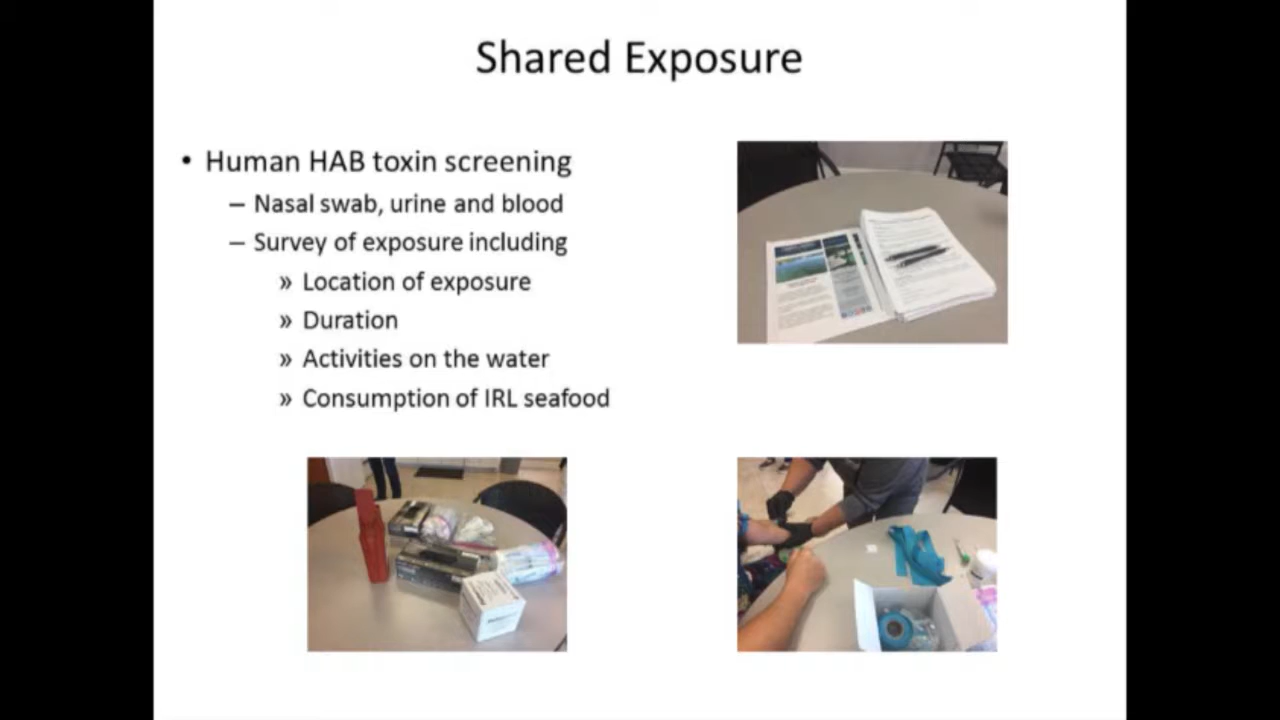 Shared Exposure
• Human HAB toxin screening
– Nasal swab, urine and blood
– Survey of exposure including
» Location of exposure
» Duration
» Activities on the water
» Consumption of IRL seafood